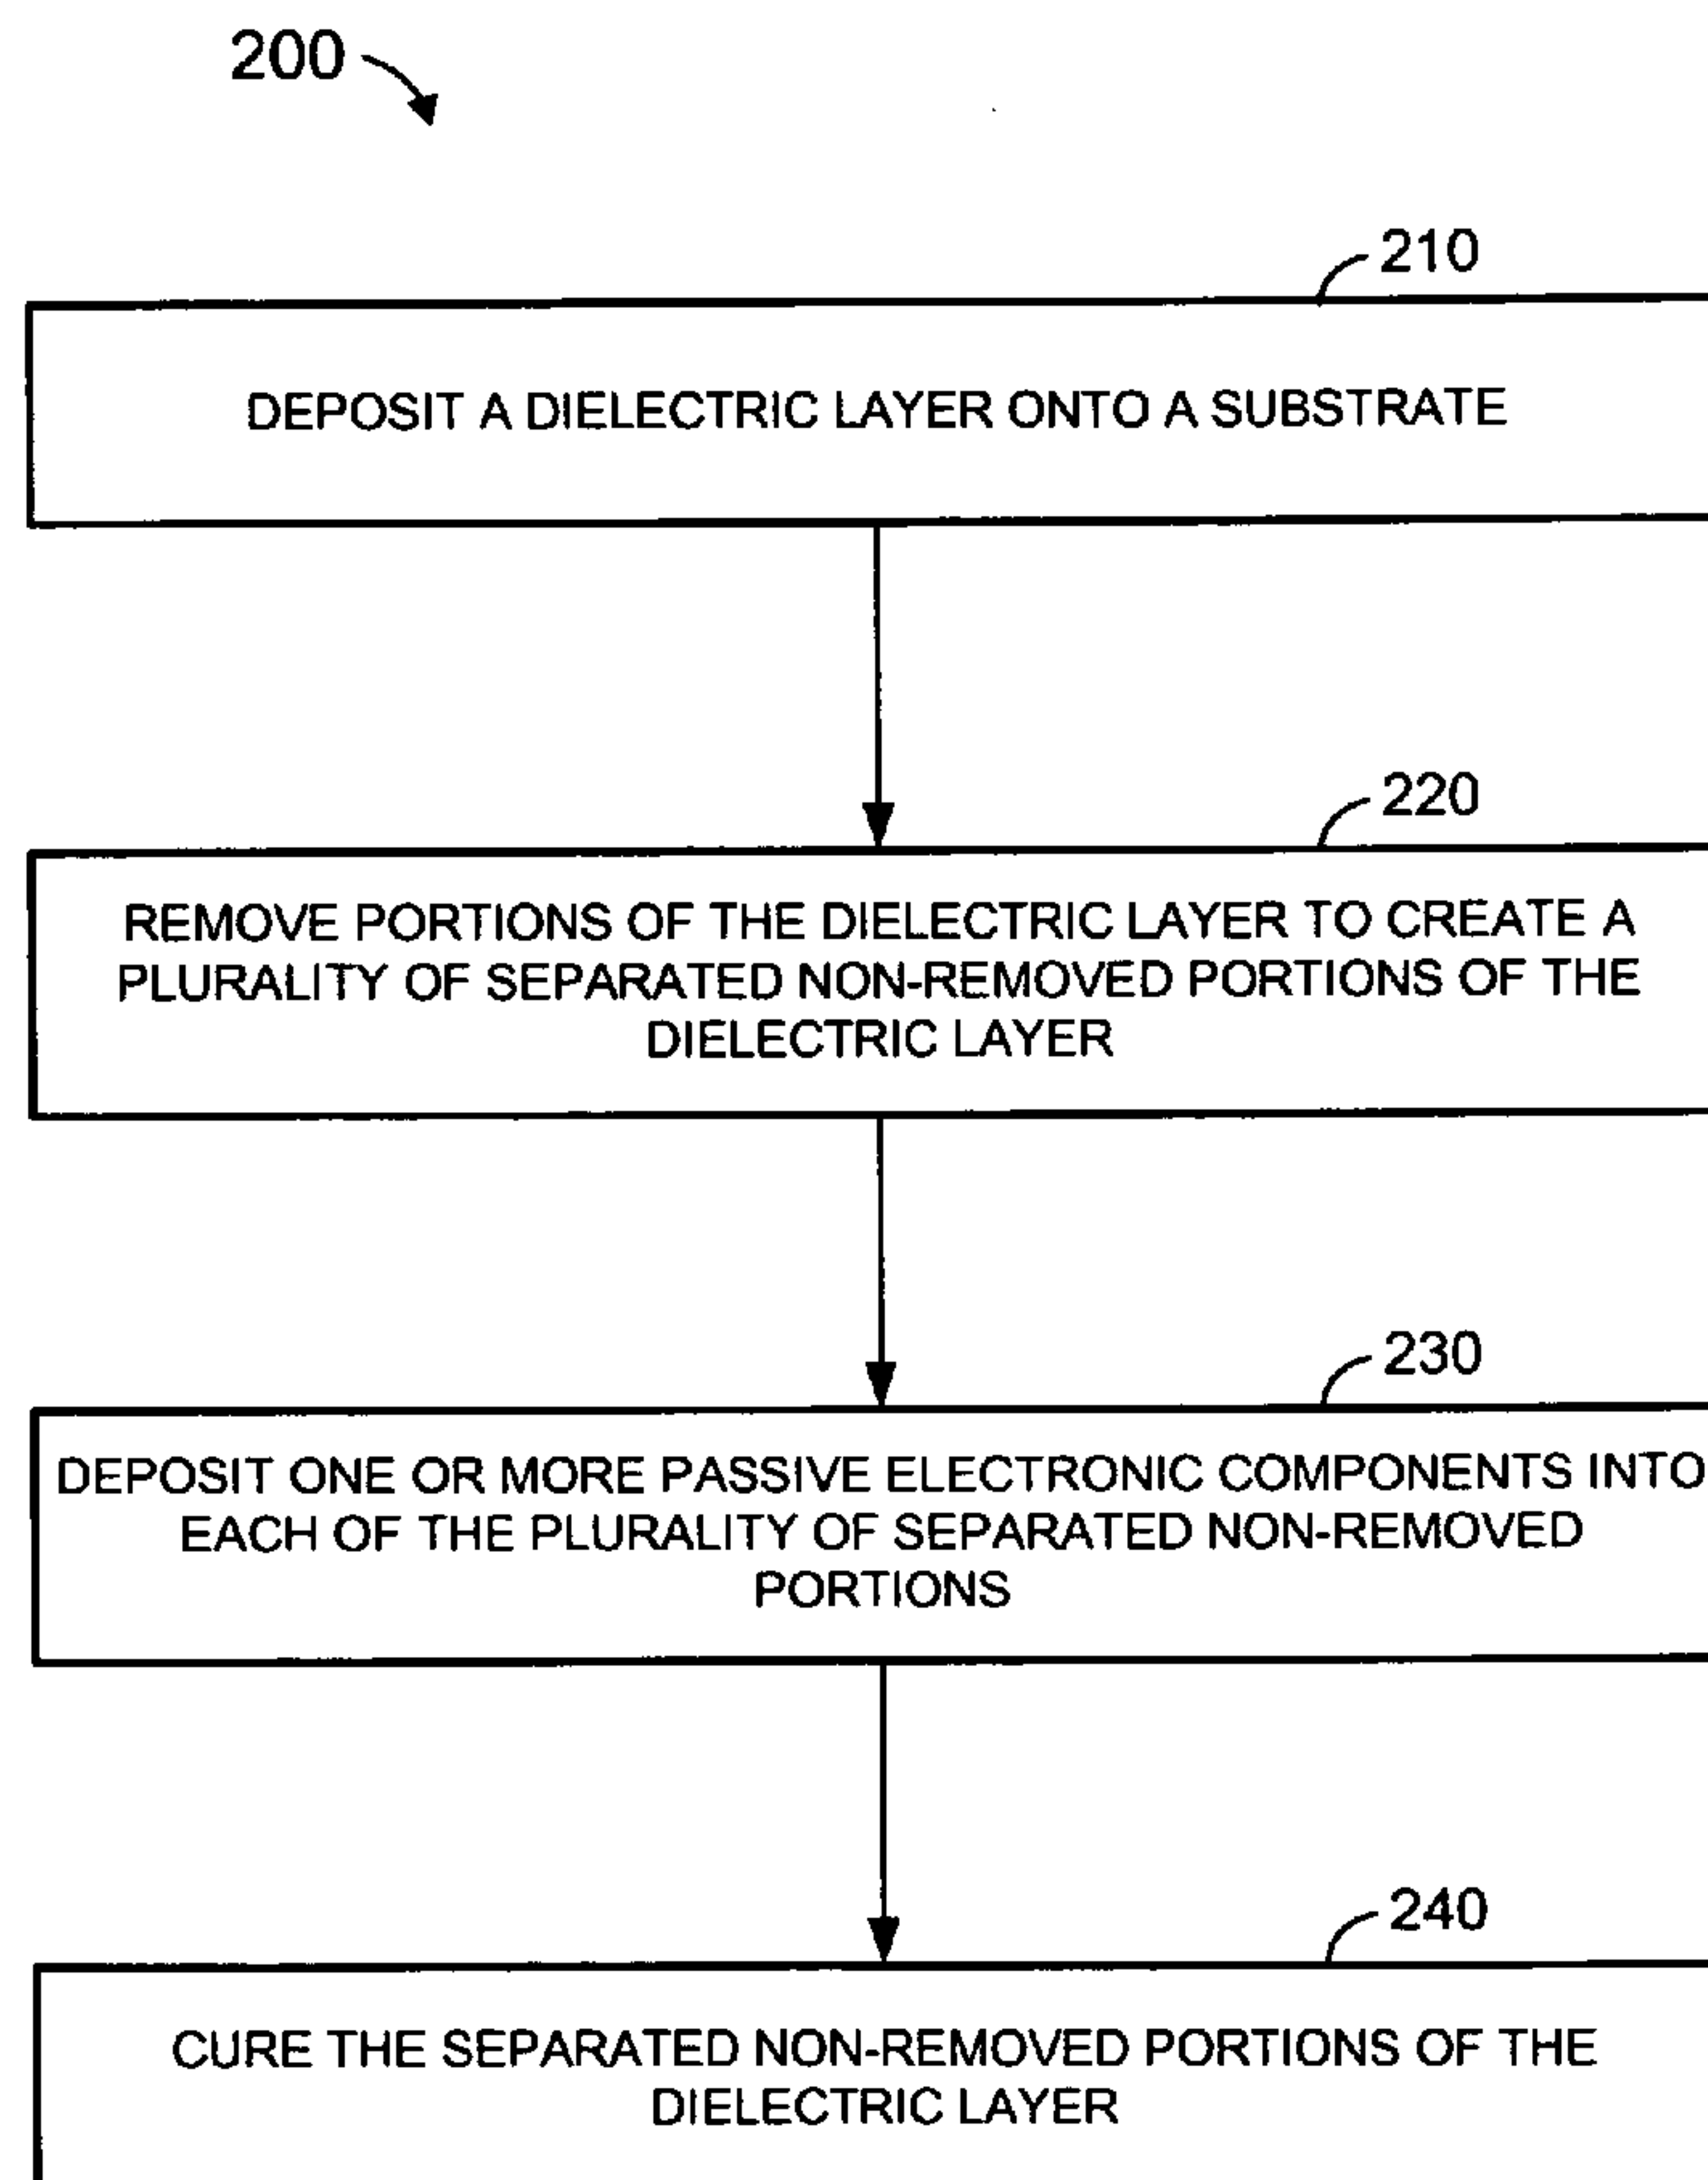 200
210
DEPOSIT A DIELECTRIC LAYER ONTO A SUBSTRATE
220
REMOVE PORTIONS OF THE DIELECTRIC LAYER TO CREATE A
PLURALITY OF SEPARATED NON-REMOVED PORTIONS OF THE
DIELECTRIC LAYER
230
DEPOSIT ONE OR MORE PASSIVE ELECTRONIC COMPONENTS INTO
EACH OF THE PLURALITY OF SEPARATED NON-REMOVED
PORTIONS
240
CURE THE SEPARATED NON-REMOVED PORTIONS OF THE
DIELECTRIC LAYER